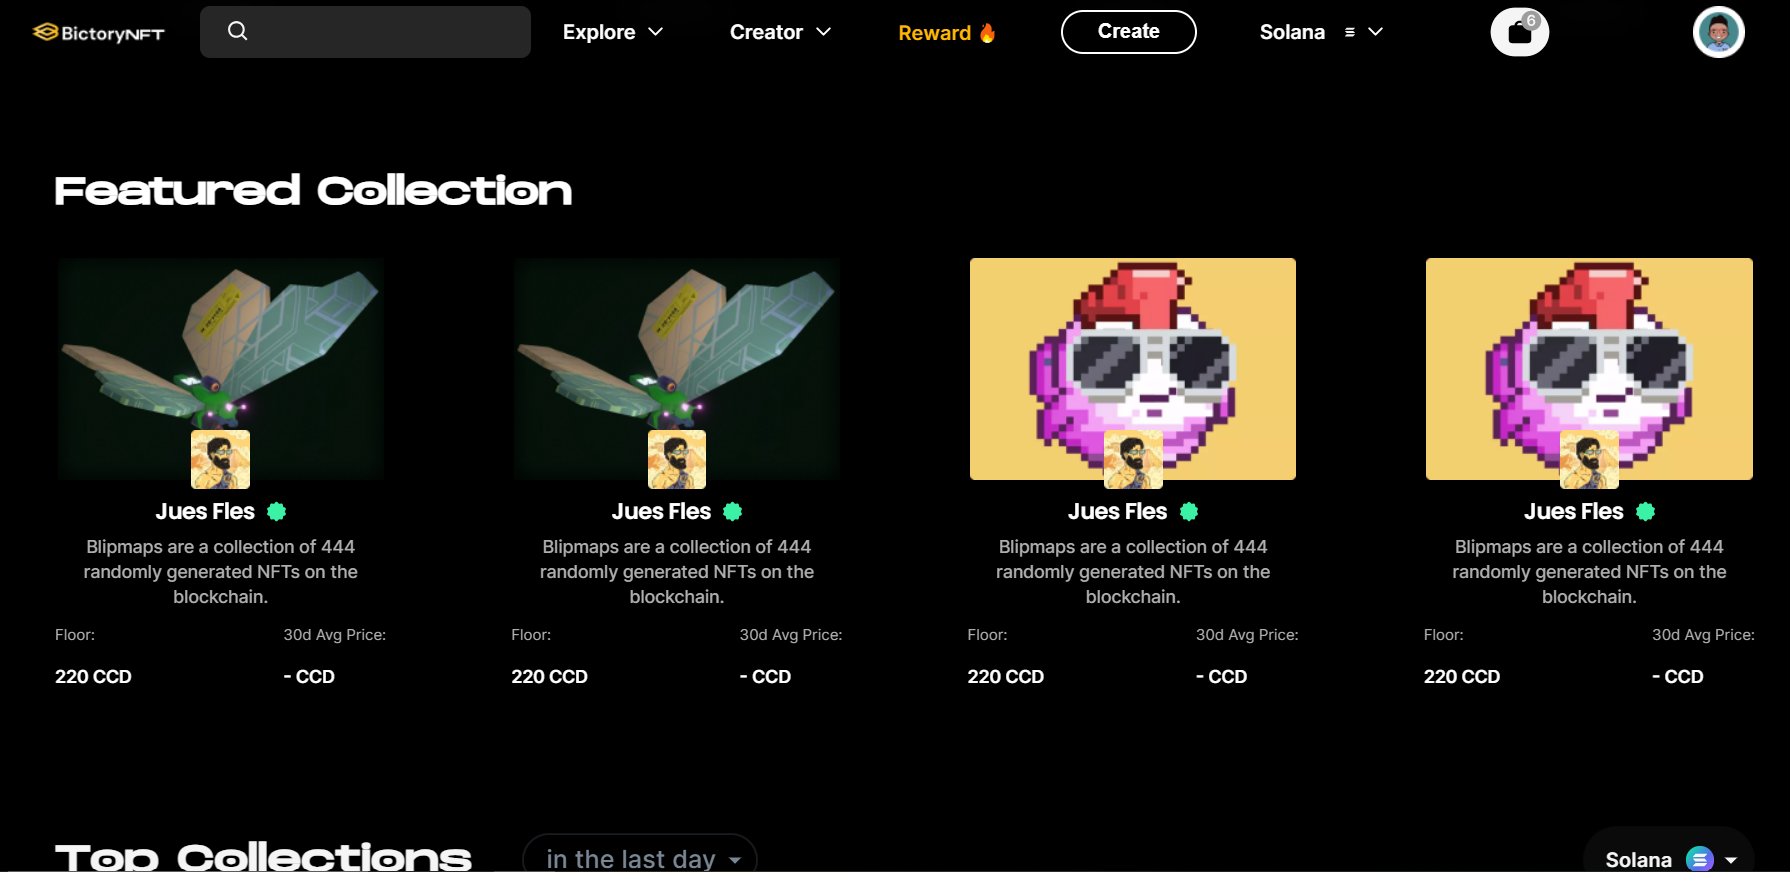 BictoryNFT
Explore
Creator
Reward
Create
Solana
6
Featured Collection
Jues Fles
Blipmaps are a collection of 444
randomly generated NFTs on the
blockchain.
Floor:
30d Avg Price:
220 CCD
- CCD
Jues Fles
Blipmaps are a collection of 444
randomly generated NFTs on the
blockchain.
Floor:
30d Avg Price:
220 CCD
- CCD
Jues Fles
Blipmaps are a collection of 444
randomly generated NFTs on the
blockchain.
Floor:
30d Avg Price:
220 CCD
- CCD
Jues Fles
Blipmaps are a collection of 444
randomly generated NFTs on the
blockchain.
Floor:
30d Avg Price:
220 CCD
- CCD
Top Collections
in the last day
Solana